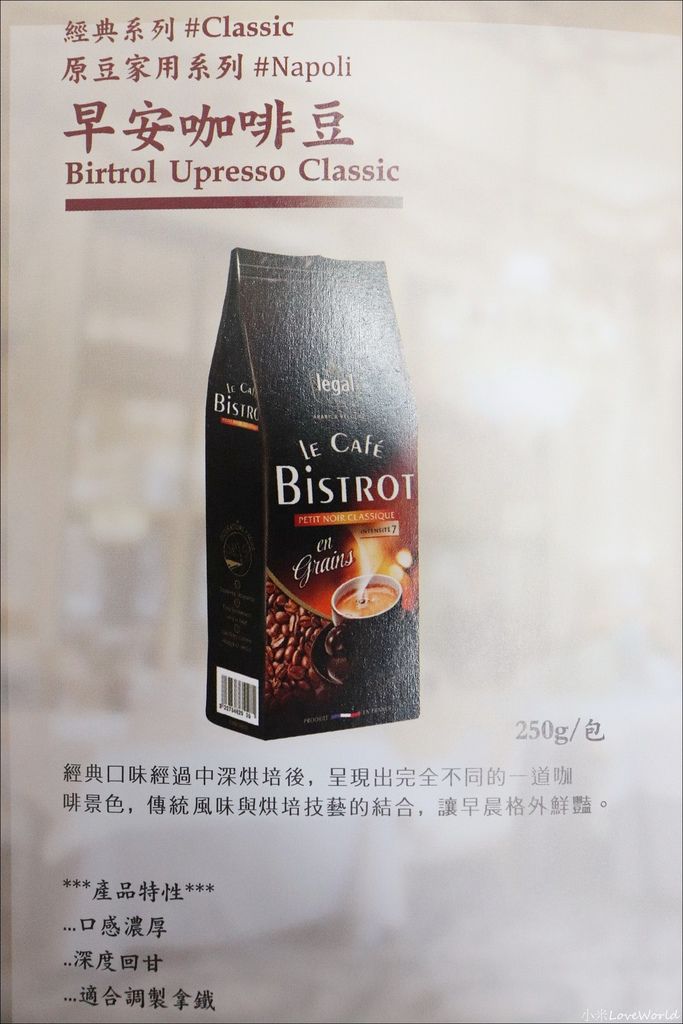 經典系列 #Classic
原豆家用系列 #Napoli
早安咖啡豆
Birtrol Upresso Classic
legal
LE CAFÉ
BISTROT
PETIT NOIR CLASSIQUE
INTENSITÉ 7
en
Grains
LE CAF
BISTRO
PRODUIT EN FRANCE
250g/包
經典口味經過中深烘培後，呈現出完全不同的一道咖
啡景色，傳統風味與烘培技藝的結合，讓早晨格外鮮豔。
***產品特性***
...口感濃厚
..深度回甘
...適合調製拿鐵
小米LoveWorld